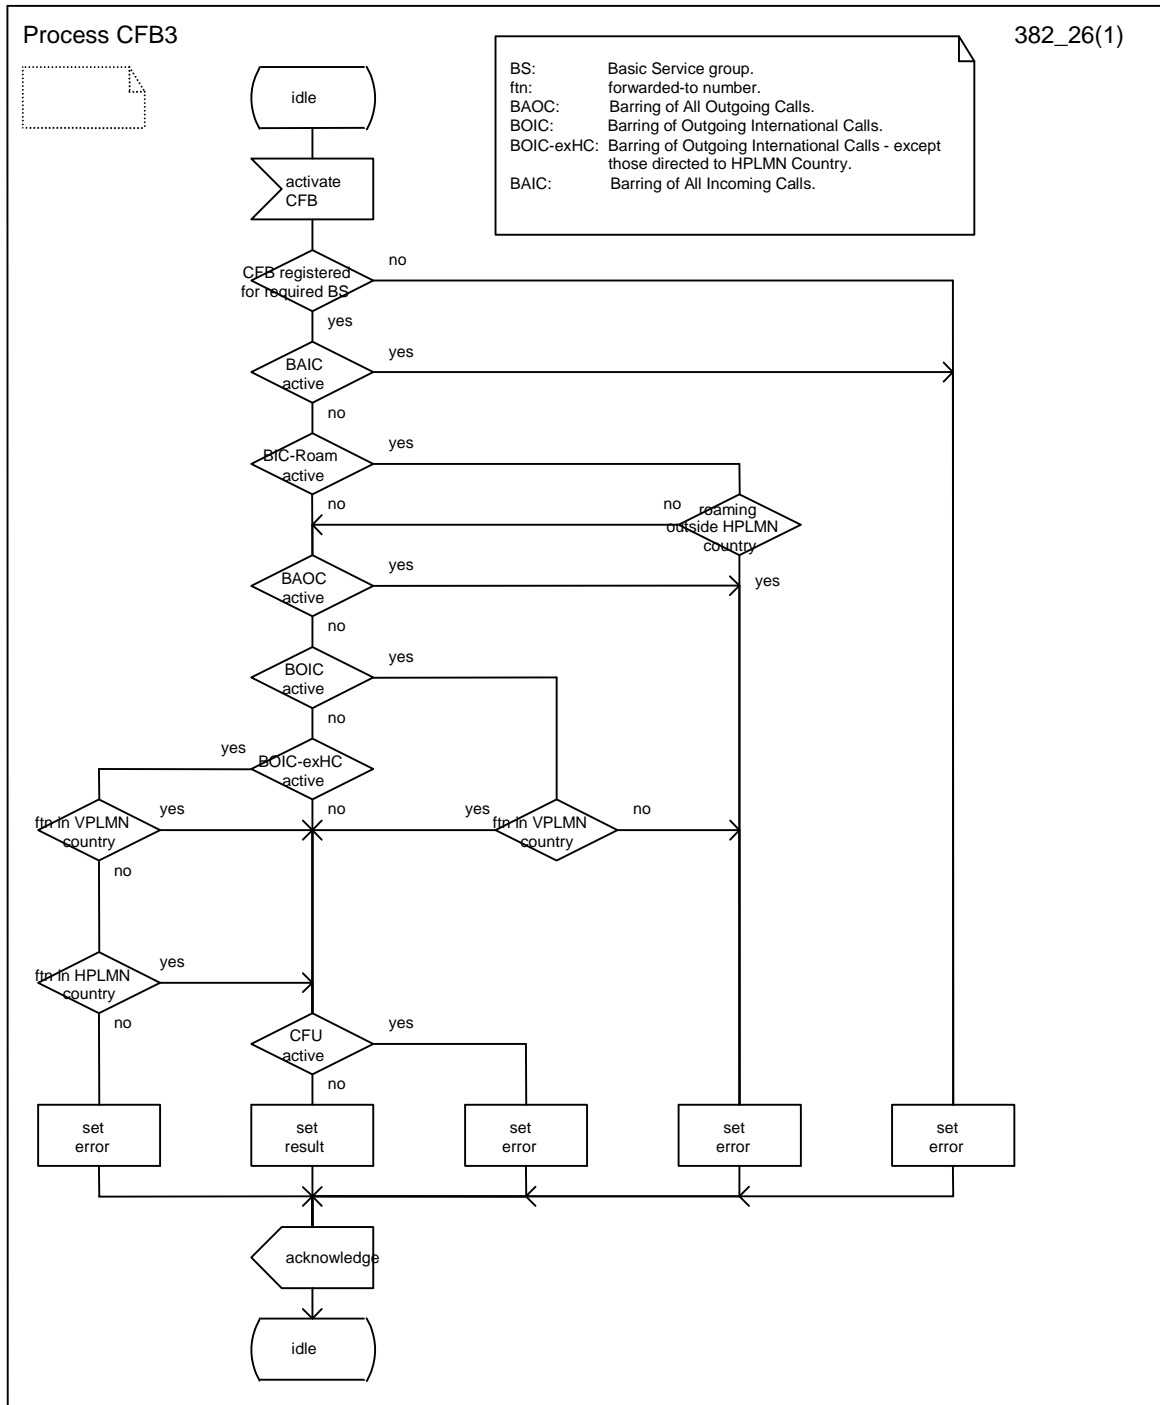 Process CFB3
382_26(1)
BS: Basic Service group.
ftn: forwarded-to number.
BAOC: Barring of All Outgoing Calls.
BOIC: Barring of Outgoing International Calls.
BOIC-exHC: Barring of Outgoing International Calls - except
those directed to HPLMN Country.
BAIC: Barring of All Incoming Calls.
idle
activate
CFB
CFB registered
for required BS
no
yes
BAIC
active
yes
no
BIC-Roam
active
yes
no
no
roaming
outside HPLMN
country
yes
BAOC
active
yes
no
BOIC
active
yes
no
yes
BOIC-exHC
active
no
ftn in VPLMN
country
yes
no
yes
ftn in VPLMN
country
no
ftn in HPLMN
country
yes
no
CFU
active
yes
no
set
error
set
result
set
error
set
error
set
error
acknowledge
idle